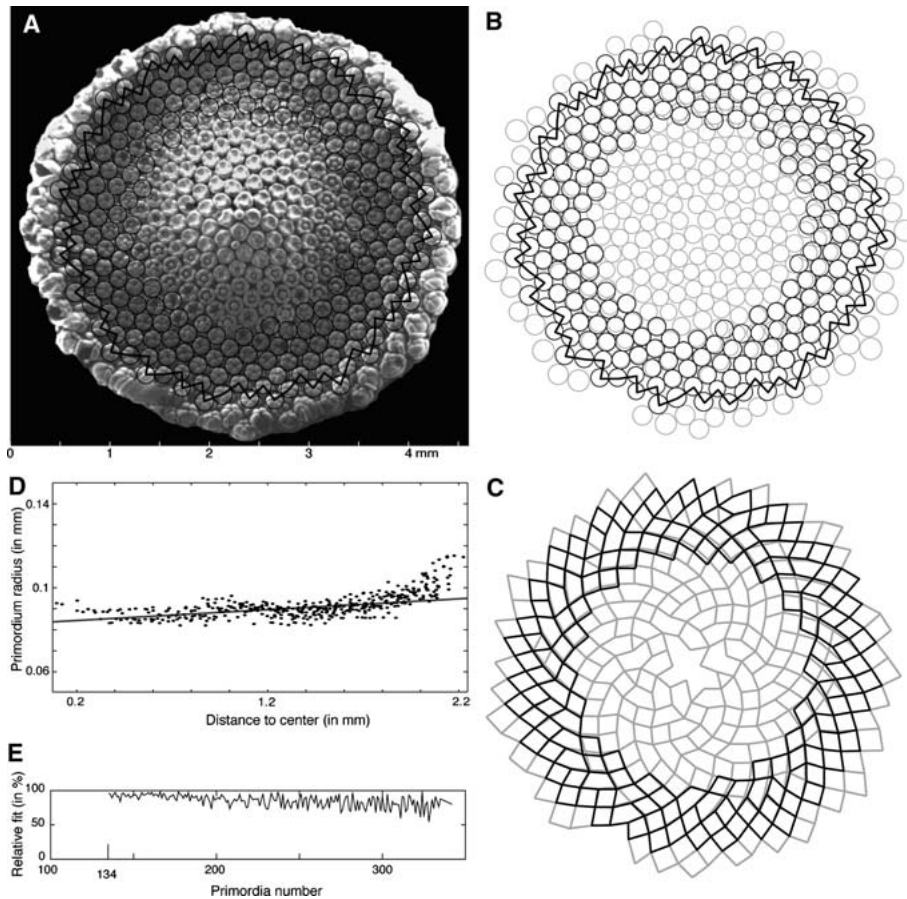 A
B
0 1 2 3 4 mm
D
C
0.14
0.1
0.06
Primordium radius (in mm)
0.2 1.2 2.2
Distance to center (in mm)
E
100
50
0
Relative fit (in %)
100 134 200 300
Primordia number